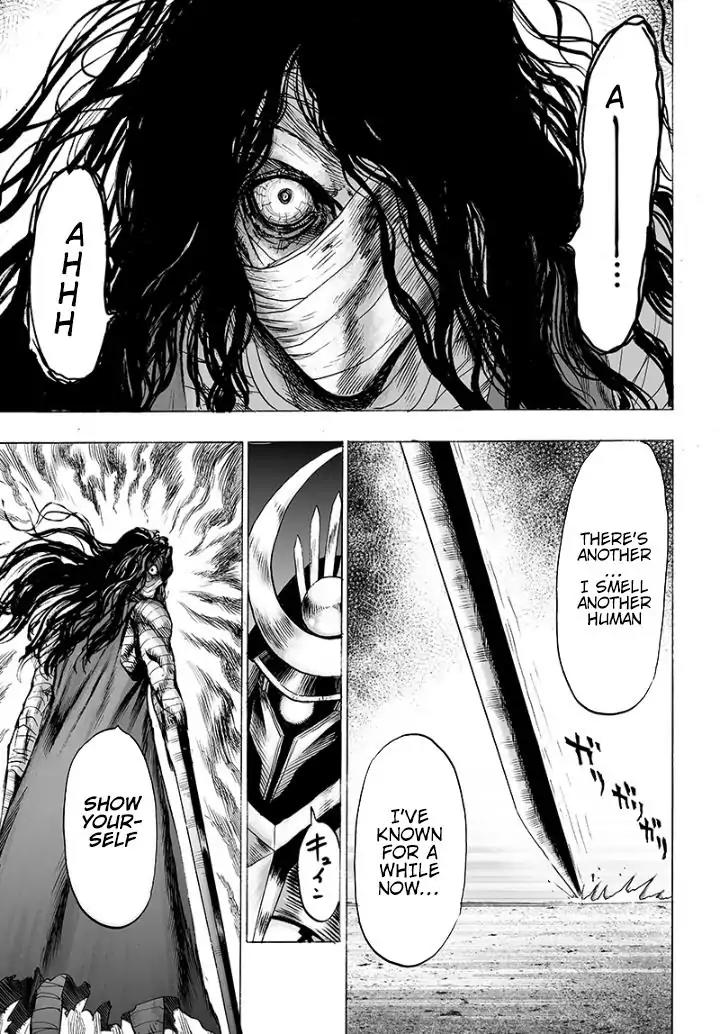 A
|
...
AHHH
THERE'S
ANOTHER
...
I SMELL
ANOTHER
HUMAN
ガリガリガリ
I'VE
KNOWN
FOR A
WHILE
NOW...
キュイン
SHOW
YOUR-
SELF